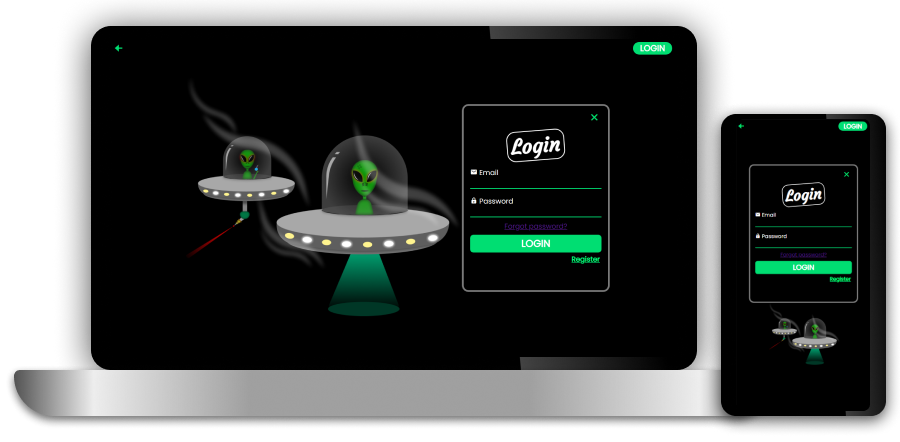 LOGIN
Login
Email
Password
Forgot password?
LOGIN
Register
LOGIN
Login
Email
Password
Forgot password?
LOGIN
Register